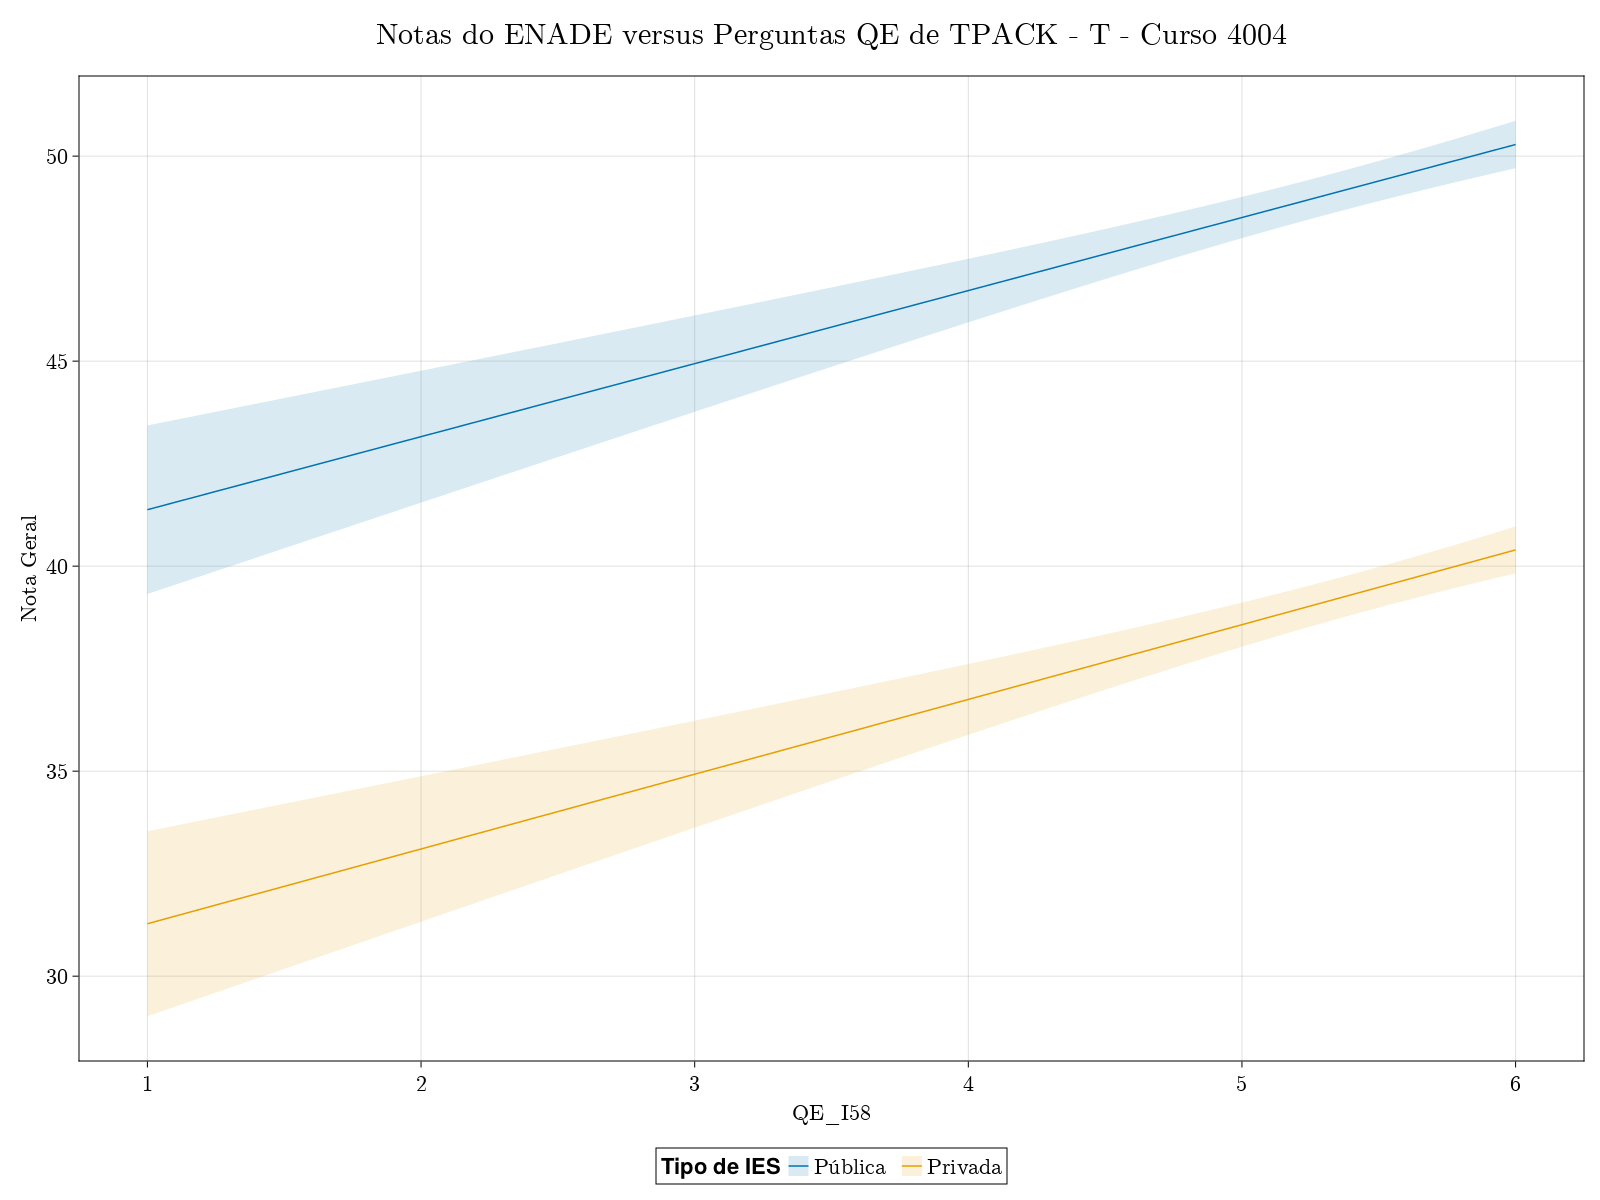 Notas do ENADE versus Perguntas QE de TPACK - T - Curso 4004
Nota Geral
50
45
40
35
30
1 2 3 4 5 6
QE_I58
Tipo de IES Pública Privada